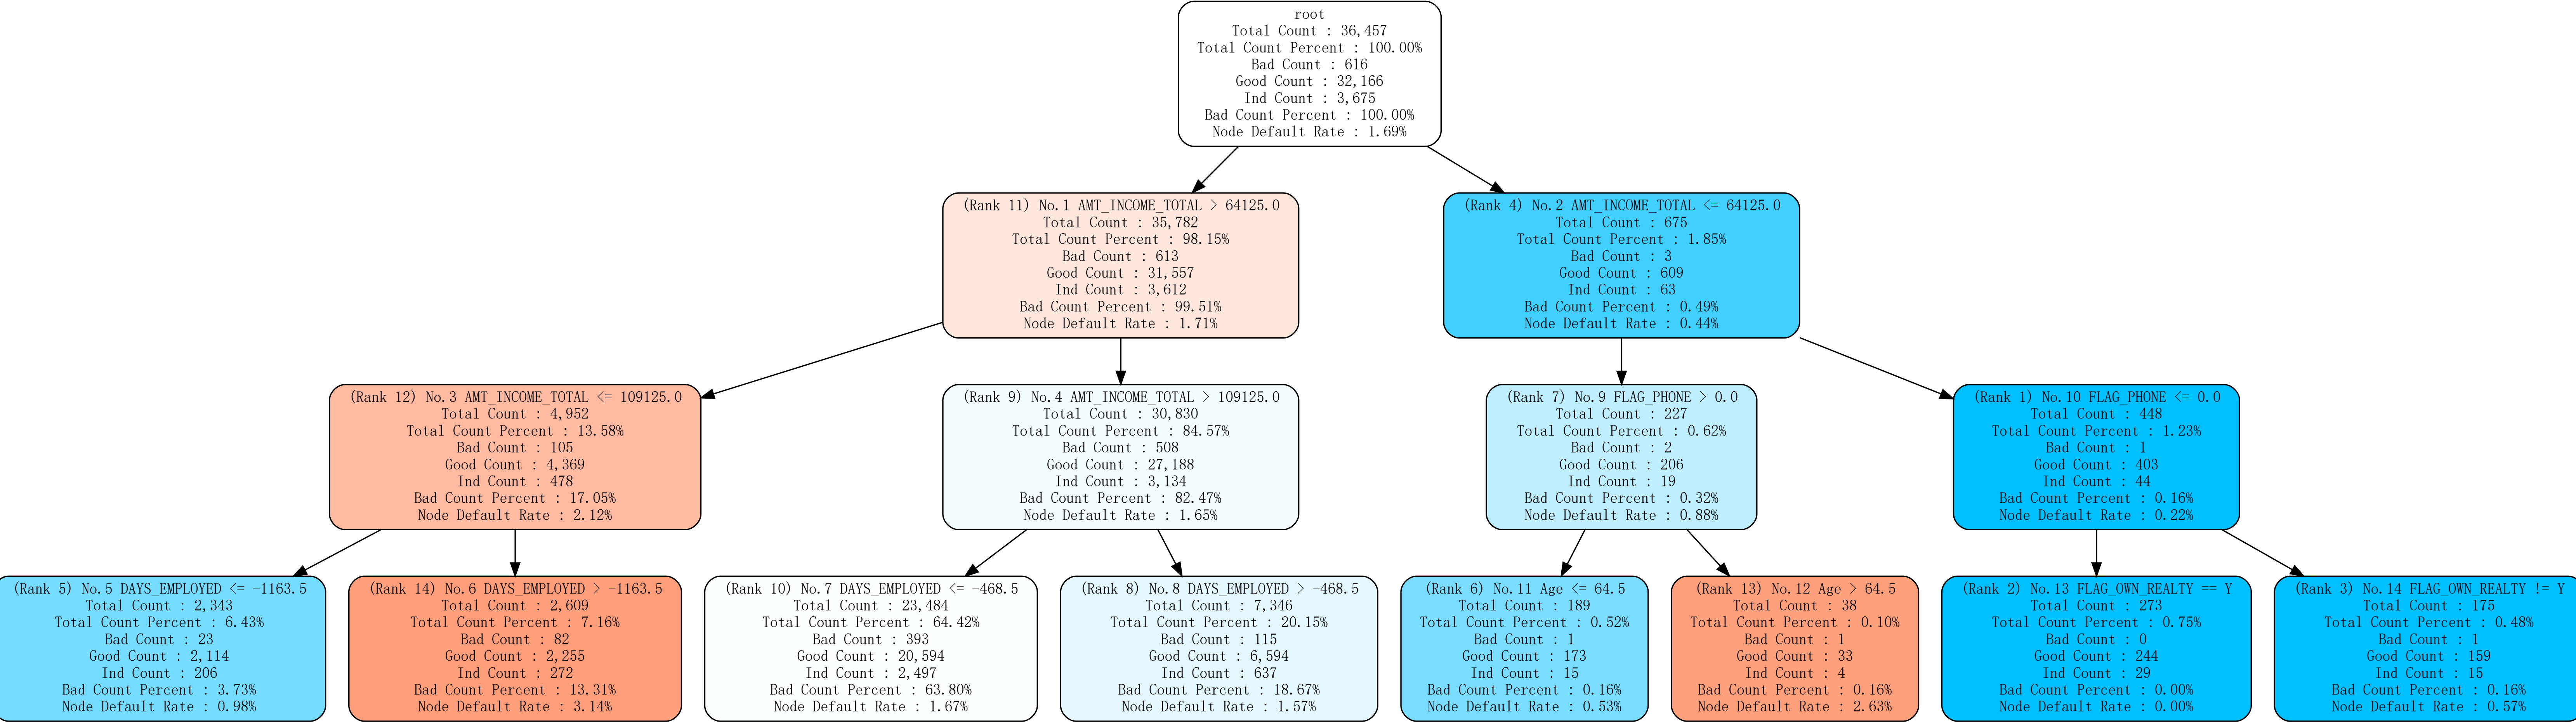 root
Total Count : 36,457
Total Count Percent : 100.00%
Bad Count : 616
Good Count : 32,166
Ind Count : 3,675
Bad Count Percent : 100.00%
Node Default Rate : 1.69%
(Rank 11) No.1 AMT_INCOME_TOTAL > 64125.0
Total Count : 35,782
Total Count Percent : 98.15%
Bad Count : 613
Good Count : 31,557
Ind Count : 3,612
Bad Count Percent : 99.51%
Node Default Rate : 1.71%
(Rank 4) No.2 AMT_INCOME_TOTAL <= 64125.0
Total Count : 675
Total Count Percent : 1.85%
Bad Count : 3
Good Count : 609
Ind Count : 63
Bad Count Percent : 0.49%
Node Default Rate : 0.44%
(Rank 12) No.3 AMT_INCOME_TOTAL <= 109125.0
Total Count : 4,952
Total Count Percent : 13.58%
Bad Count : 105
Good Count : 4,369
Ind Count : 478
Bad Count Percent : 17.05%
Node Default Rate : 2.12%
(Rank 9) No.4 AMT_INCOME_TOTAL > 109125.0
Total Count : 30,830
Total Count Percent : 84.57%
Bad Count : 508
Good Count : 27,188
Ind Count : 3,134
Bad Count Percent : 82.47%
Node Default Rate : 1.65%
(Rank 7) No.9 FLAG_PHONE > 0.0
Total Count : 227
Total Count Percent : 0.62%
Bad Count : 2
Good Count : 206
Ind Count : 19
Bad Count Percent : 0.32%
Node Default Rate : 0.88%
(Rank 1) No.10 FLAG_PHONE <= 0.0
Total Count : 448
Total Count Percent : 1.23%
Bad Count : 1
Good Count : 403
Ind Count : 44
Bad Count Percent : 0.16%
Node Default Rate : 0.22%
(Rank 5) No.5 DAYS_EMPLOYED <= -1163.5
Total Count : 2,343
Total Count Percent : 6.43%
Bad Count : 23
Good Count : 2,114
Ind Count : 206
Bad Count Percent : 3.73%
Node Default Rate : 0.98%
(Rank 14) No.6 DAYS_EMPLOYED > -1163.5
Total Count : 2,609
Total Count Percent : 7.16%
Bad Count : 82
Good Count : 2,255
Ind Count : 272
Bad Count Percent : 13.31%
Node Default Rate : 3.14%
(Rank 10) No.7 DAYS_EMPLOYED <= -468.5
Total Count : 23,484
Total Count Percent : 64.42%
Bad Count : 393
Good Count : 20,594
Ind Count : 2,497
Bad Count Percent : 63.80%
Node Default Rate : 1.67%
(Rank 8) No.8 DAYS_EMPLOYED > -468.5
Total Count : 7,346
Total Count Percent : 20.15%
Bad Count : 115
Good Count : 6,594
Ind Count : 637
Bad Count Percent : 18.67%
Node Default Rate : 1.57%
(Rank 6) No.11 Age <= 64.5
Total Count : 189
Total Count Percent : 0.52%
Bad Count : 1
Good Count : 173
Ind Count : 15
Bad Count Percent : 0.16%
Node Default Rate : 0.53%
(Rank 13) No.12 Age > 64.5
Total Count : 38
Total Count Percent : 0.10%
Bad Count : 1
Good Count : 33
Ind Count : 4
Bad Count Percent : 0.16%
Node Default Rate : 2.63%
(Rank 2) No.13 FLAG_OWN_REALTY == Y
Total Count : 273
Total Count Percent : 0.75%
Bad Count : 0
Good Count : 244
Ind Count : 29
Bad Count Percent : 0.00%
Node Default Rate : 0.00%
(Rank 3) No.14 FLAG_OWN_REALTY != Y
Total Count : 175
Total Count Percent : 0.48%
Bad Count : 1
Good Count : 159
Ind Count : 15
Bad Count Percent : 0.16%
Node Default Rate : 0.57%